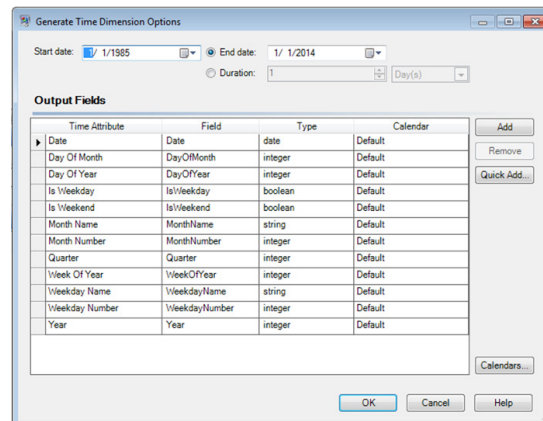 Generate Time Dimension Options
Start date: 1/ 1/1985 End date: 1/ 1/2014
Duration: 1 Day(s)
Output Fields
Time Attribute Field Type Calendar Add
Date Date date Default
Remove
Day Of Month DayOfMonth integer Default
Day Of Year DayOfYear integer Default Quick Add...
Is Weekday IsWeekday boolean Default
Is Weekend IsWeekend boolean Default
Month Name MonthName string Default
Month Number MonthNumber integer Default
Quarter Quarter integer Default
Week Of Year WeekOfYear integer Default
Weekday Name WeekdayName string Default
Weekday Number WeekdayNumber integer Default
Year Year integer Default
Calendars...
OK Cancel Help